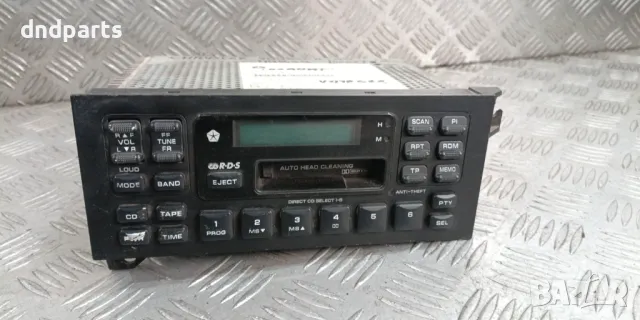 dndparts
R ▲ F
VOL
L ▼ R
FF
TUNE
FR
LOUD
MODE
BAND
CD
TAPE
PWR
TIME
R·D·S
EJECT
H
M
AUTO HEAD CLEANING
DIRECT CD SELECT 1-6
1
PROG
2
MS▼
3
MS▲
4
5
6
SCAN
PI
RPT
RDM
TP
MEMO
ANTI-THEFT
PTY
SEL
BAZAR